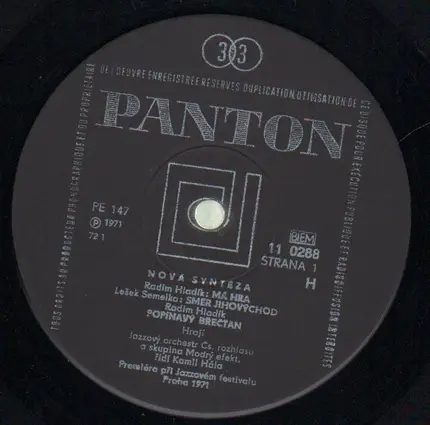 33
TOUS DROITS DU PRODUCTEUR PHONOGRAPHIQUE ET DU PROPRIETAIRE
DE L'OEUVRE ENREGISTREE RESERVES DUPLICATION, UTILISATION DE
CE DISQUE POUR EXECUTION PUBLIQUE ET RADIODIFFUSION INTERDITES
PANTON
PE 147
Ⓟ 1971
72 1
BIEM
11 0288
STRANA 1
H
NOVÁ SYNTÉZA
Radim Hladík: MÁ HRA
Lešek Semelka: SMĚR JIHOVÝCHOD
Radim Hladík
POPÍNAVÝ BŘEČŤAN
Hrají
Jazzový orchestr Čs. rozhlasu
a skupina Modrý efekt.
řídí Kamil Hála
Premiéra při Jazzovém festivalu
Praha 1971